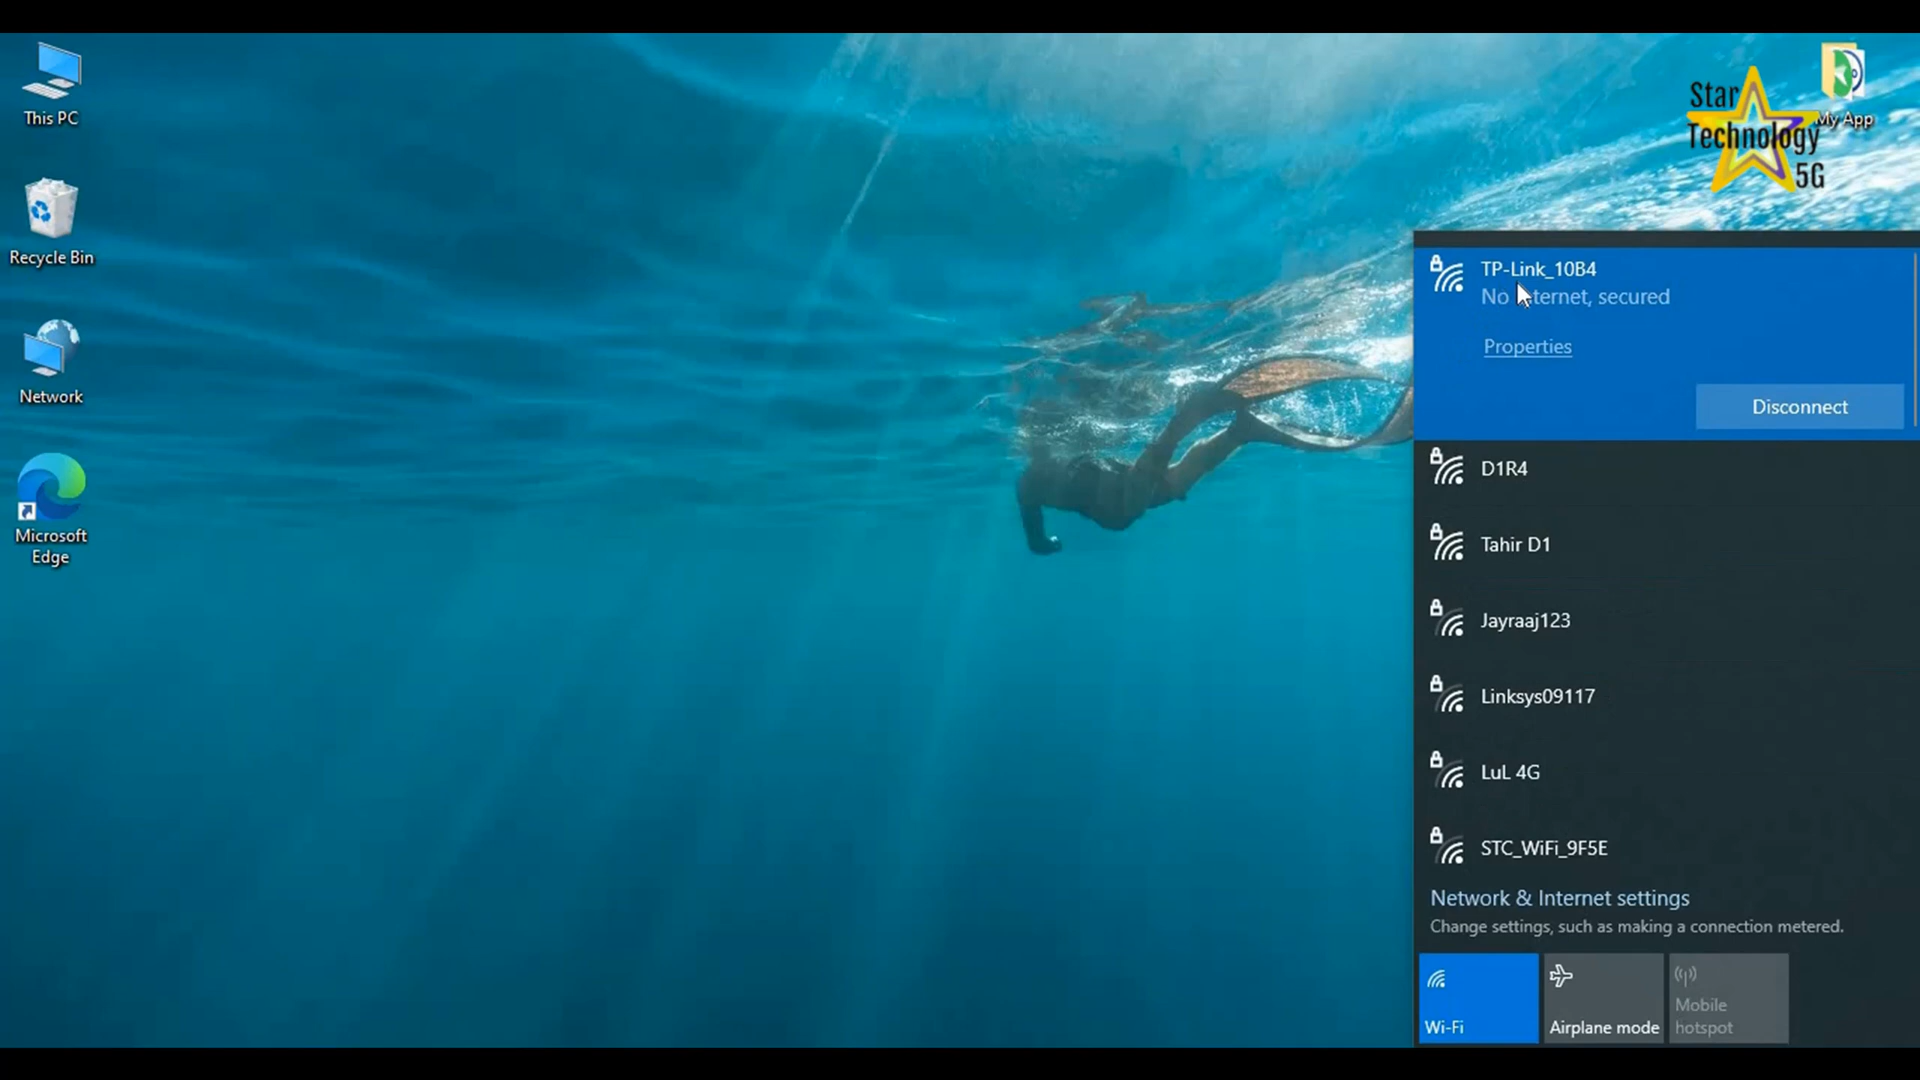 This PC
Recycle Bin
Network
Microsoft
Edge
Star
Technology
5G
My App
TP-Link_10B4
No internet, secured
Properties
Disconnect
D1R4
Tahir D1
Jayraaj123
Linksys09117
LuL 4G
STC_WiFi_9F5E
Network & Internet settings
Change settings, such as making a connection metered.
Wi-Fi
Airplane mode
Mobile
hotspot